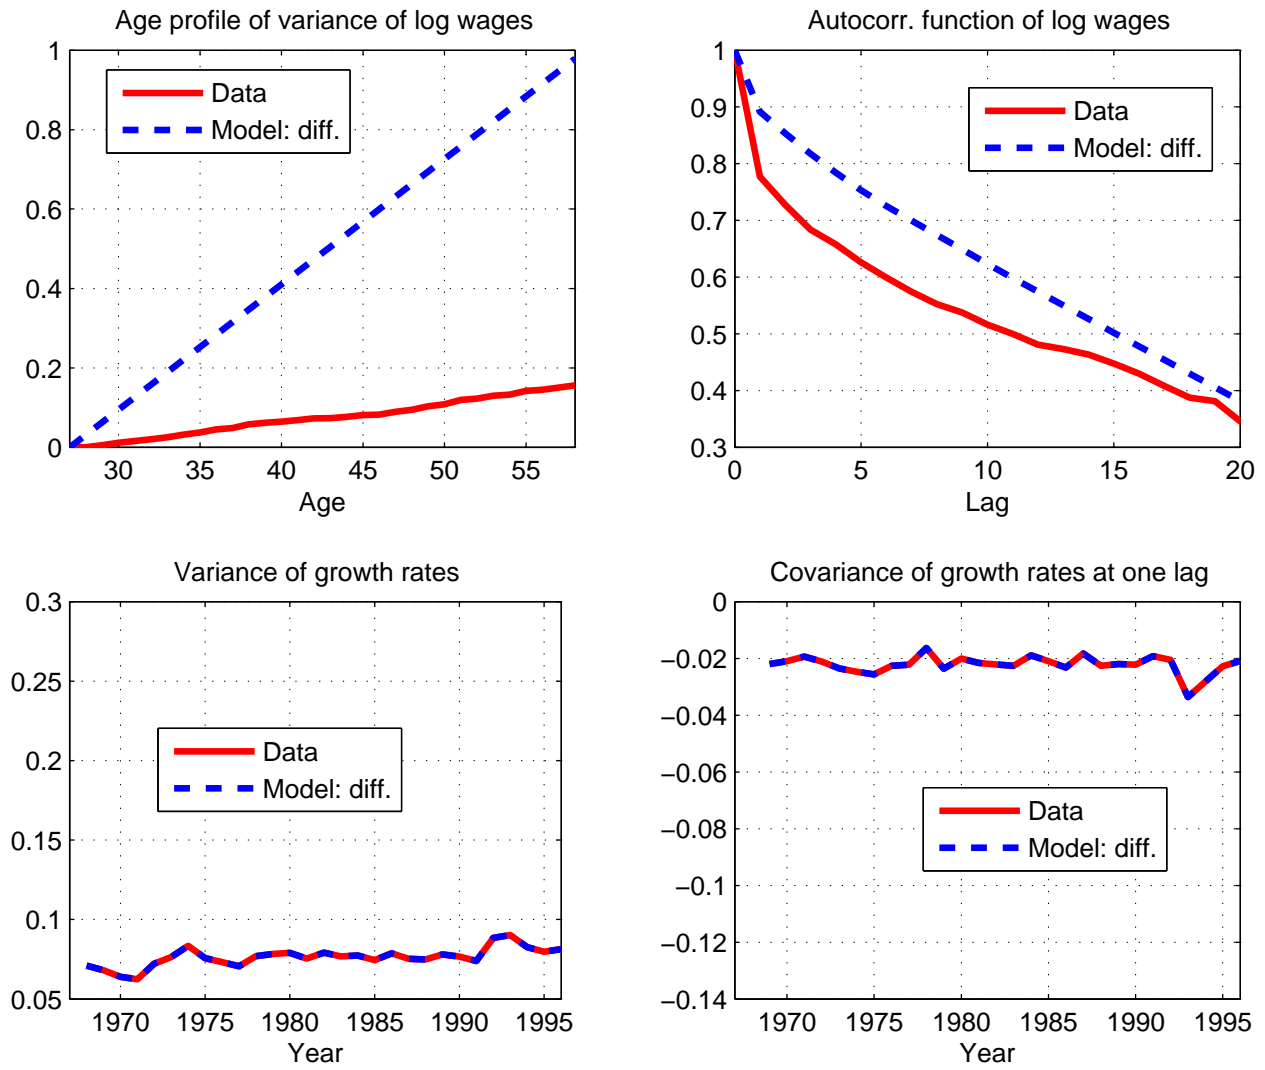 Age profile of variance of log wages
1
0.8
0.6
0.4
0.2
0
Data
Model: diff.
30 35 40 45 50 55
Age
Autocorr. function of log wages
1
0.9
0.8
0.7
0.6
0.5
0.4
0.3
Data
Model: diff.
0 5 10 15 20
Lag
Variance of growth rates
0.3
0.25
0.2
0.15
0.1
0.05
Data
Model: diff.
1970 1975 1980 1985 1990 1995
Year
Covariance of growth rates at one lag
0
−0.02
−0.04
−0.06
−0.08
−0.1
−0.12
−0.14
Data
Model: diff.
1970 1975 1980 1985 1990 1995
Year